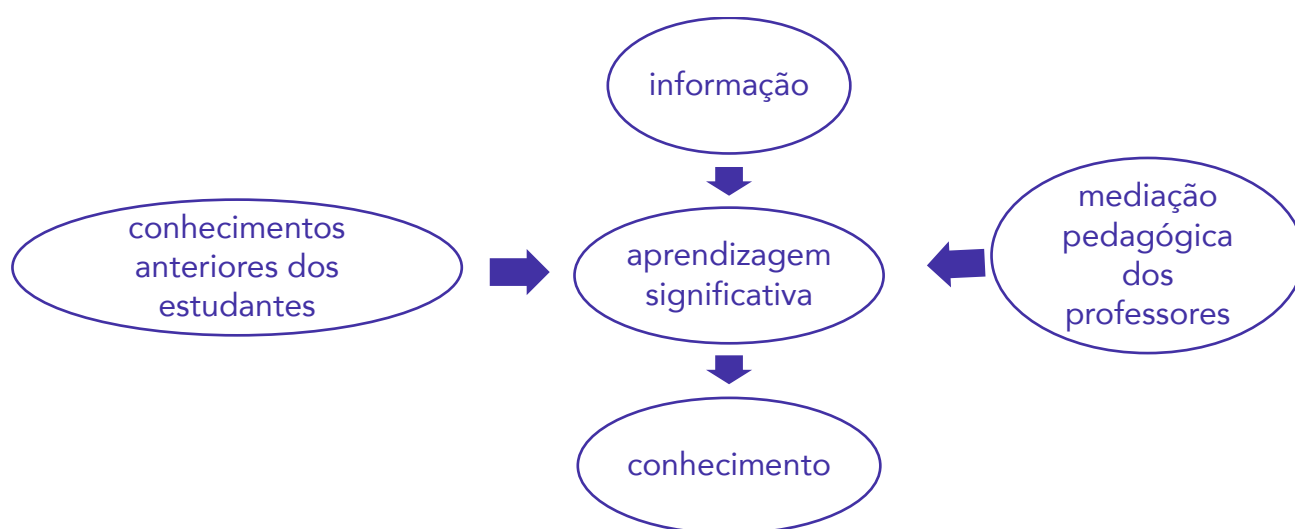 informação
conhecimentos
anteriores dos
estudantes
aprendizagem
significativa
mediação
pedagógica
dos
professores
conhecimento